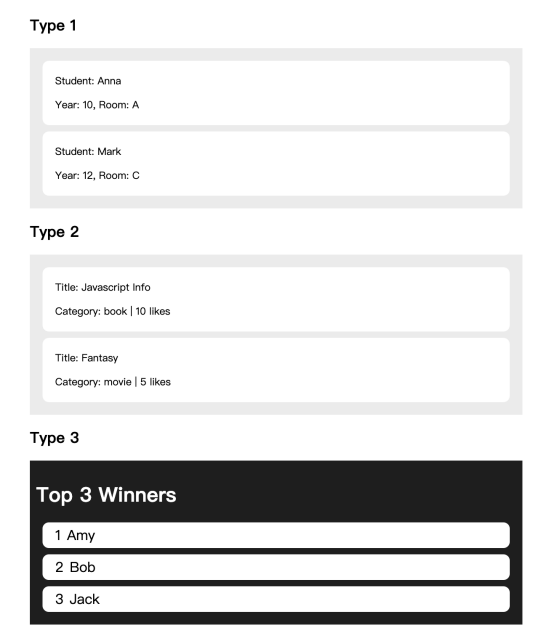 Type 1
Student: Anna
Year: 10, Room: A
Student: Mark
Year: 12, Room: C
Type 2
Title: Javascript Info
Category: book | 10 likes
Title: Fantasy
Category: movie | 5 likes
Type 3
Top 3 Winners
1 Amy
2 Bob
3 Jack